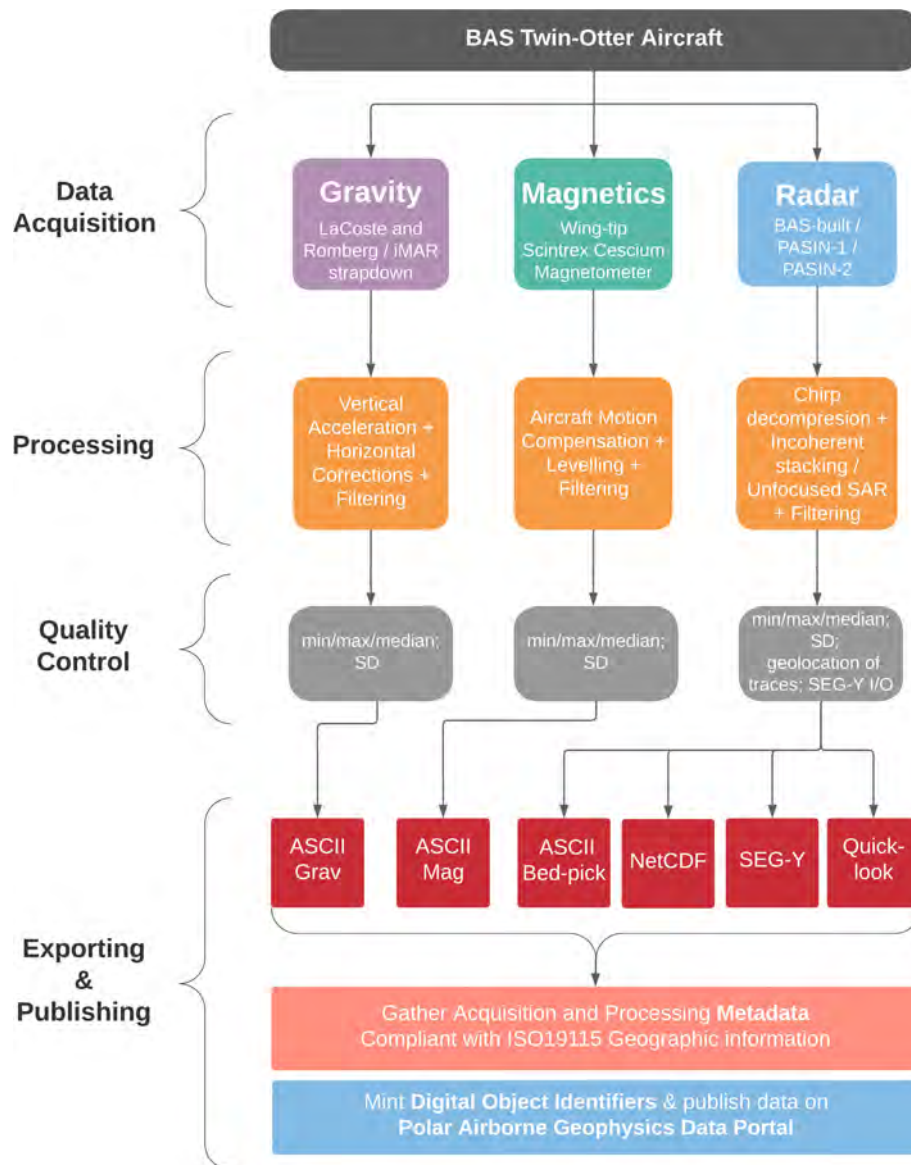 BAS Twin-Otter Aircraft
Data
Acquisition
Gravity
LaCoste and
Romberg / iMAR
strapdown
Magnetics
Wing-tip
Scintrex Cescium
Magnetometer
Radar
BAS-built /
PASIN-1 /
PASIN-2
Processing
Vertical
Acceleration +
Horizontal
Corrections +
Filtering
Aircraft Motion
Compensation +
Levelling +
Filtering
Chirp
decompresion +
Incoherent
stacking /
Unfocused SAR
+ Filtering
Quality
Control
min/max/median;
SD
min/max/median;
SD
min/max/median;
SD;
geolocation of
traces; SEG-Y I/O
Exporting
&
Publishing
ASCII
Grav
ASCII
Mag
ASCII
Bed-pick
NetCDF
SEG-Y
Quick-
look
Gather Acquisition and Processing Metadata
Compliant with ISO19115 Geographic information
Mint Digital Object Identifiers & publish data on
Polar Airborne Geophysics Data Portal